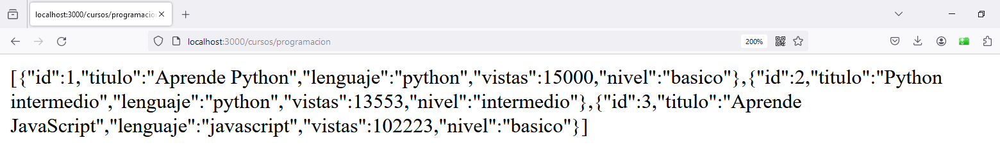 localhost:3000/cursos/programacio
localhost:3000/cursos/programacion
200%
[{"id":1,"titulo":"Aprende Python","lenguaje":"python","vistas":15000,"nivel":"basico"},{"id":2,"titulo":"Python
intermedio","lenguaje":"python","vistas":13553,"nivel":"intermedio"},{"id":3,"titulo":"Aprende
JavaScript","lenguaje":"javascript","vistas":102223,"nivel":"basico"}]